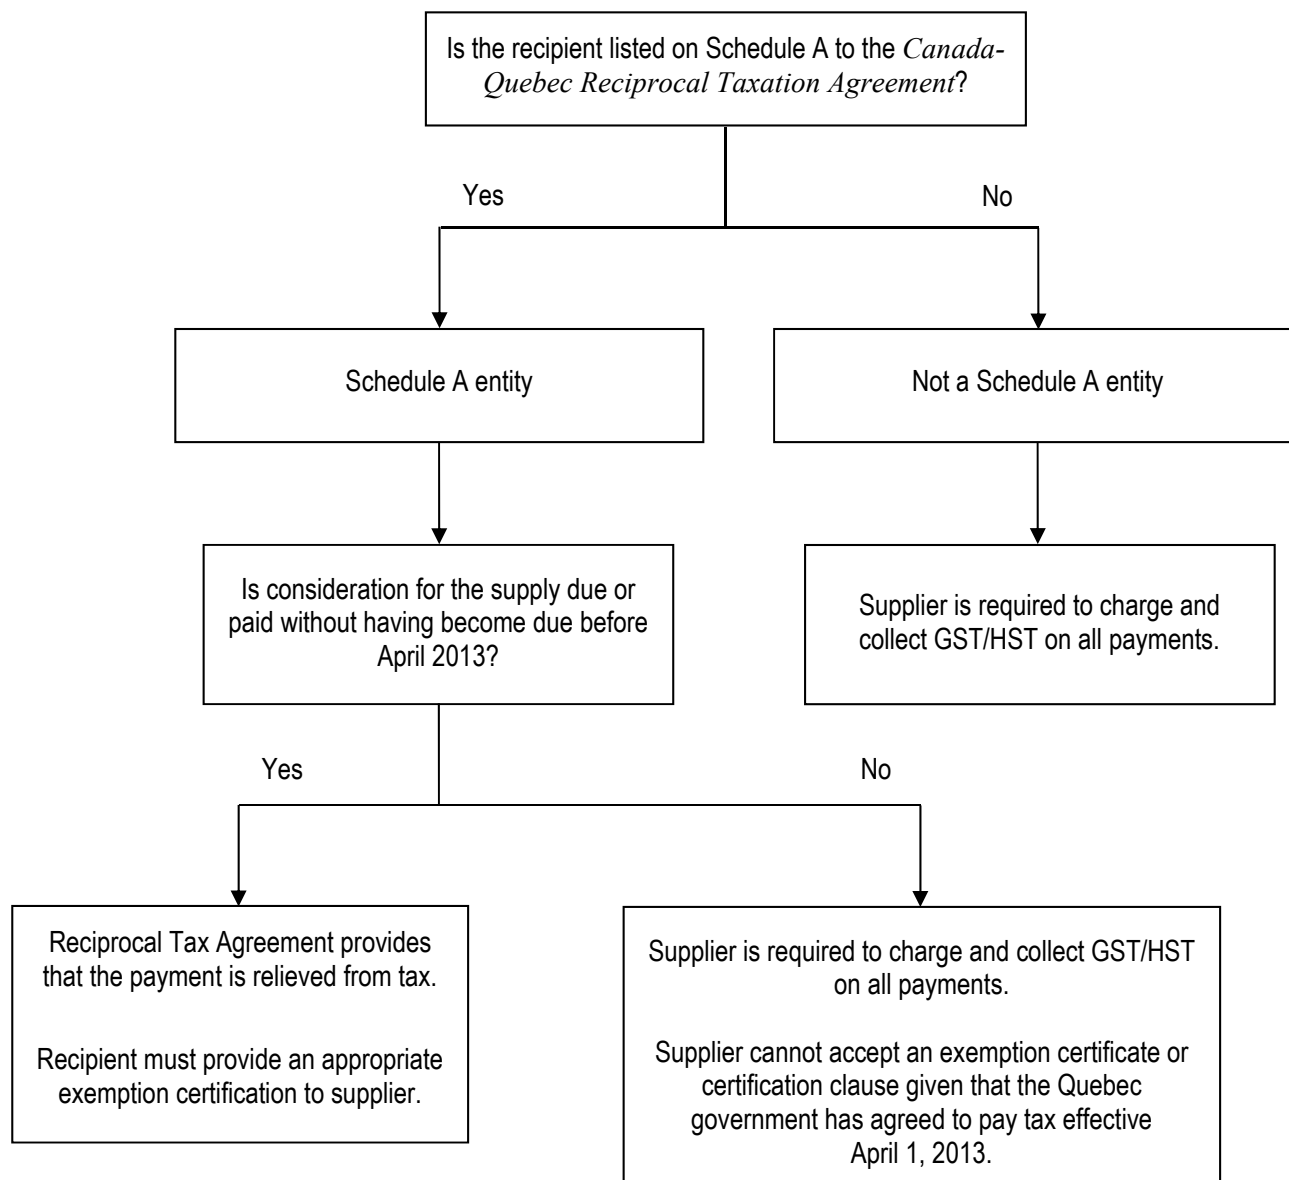 Is the recipient listed on Schedule A to the Canada-
Quebec Reciprocal Taxation Agreement?
Yes
No
Schedule A entity
Not a Schedule A entity
Is consideration for the supply due or
paid without having become due before
April 2013?
Supplier is required to charge and
collect GST/HST on all payments.
Yes
No
Reciprocal Tax Agreement provides
that the payment is relieved from tax.
Recipient must provide an appropriate
exemption certification to supplier.
Supplier is required to charge and collect GST/HST
on all payments.
Supplier cannot accept an exemption certificate or
certification clause given that the Quebec
government has agreed to pay tax effective
April 1, 2013.